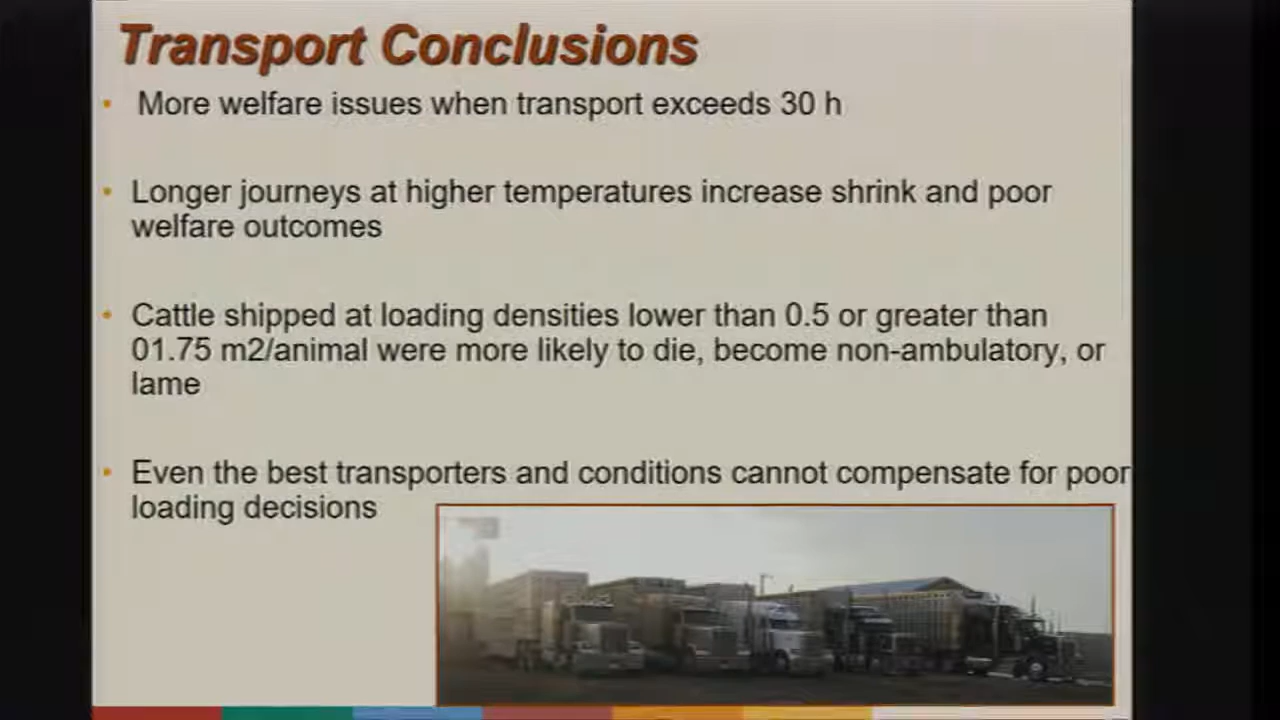 Transport Conclusions
• More welfare issues when transport exceeds 30 h
• Longer journeys at higher temperatures increase shrink and poor
welfare outcomes
• Cattle shipped at loading densities lower than 0.5 or greater than
01.75 m2/animal were more likely to die, become non-ambulatory, or
lame
• Even the best transporters and conditions cannot compensate for poor
loading decisions